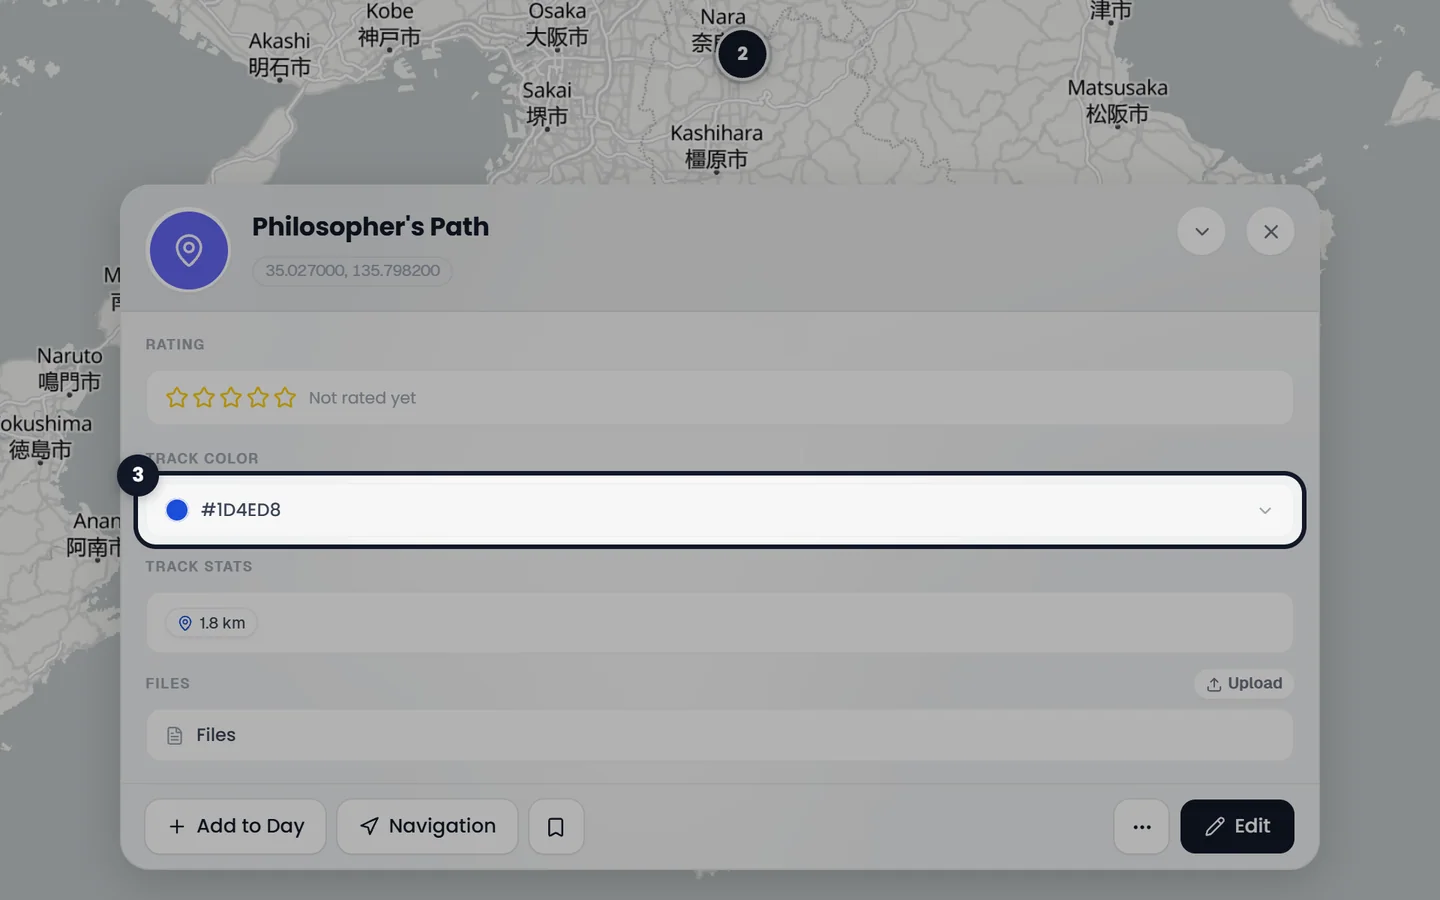 Kobe
神戸市
Osaka
大阪市
Nara
津市
Akashi
明石市
2
Sakai
堺市
Matsusaka
松阪市
Kashihara
橿原市
Philosopher's Path
35.027000, 135.798200
Naruto
鳴門市
徳島市
RATING
Not rated yet
TRACK COLOR
3
#1D4ED8
TRACK STATS
1.8 km
FILES
Upload
Files
Add to Day
Navigation
Edit